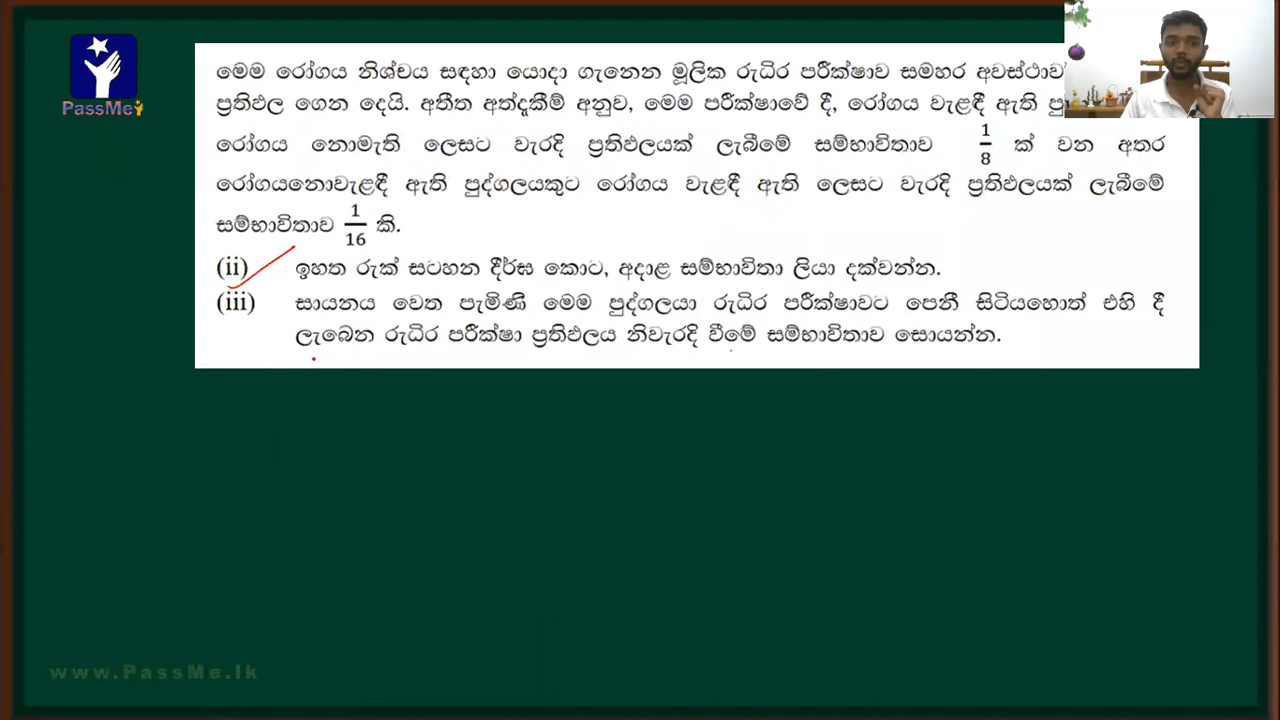 PassMe
මෙම රෝගය නිශ්චය සඳහා යොදා ගැනෙන මූලික රුධිර පරීක්ෂාව සමහර
ප්‍රතිඵල ගෙන දෙයි. අතීත අත්දැකීම් අනුව, මෙම පරීක්ෂාවේ දී, රෝගය වැළඳී ඇති
රෝගය නොමැති ලෙසට වැරදි ප්‍රතිඵලයක් ලැබීමේ සම්භාවිතාව 1/8 ක් වන අතර
රෝගයනොවැළඳී ඇති පුද්ගලයකුට රෝගය වැළඳී ඇති ලෙසට වැරදි ප්‍රතිඵලයක් ලැබීමේ
සම්භාවිතාව 1/16 කි.
(ii) ඉහත රුක් සටහන දීර්ඝ කොට, අදාළ සම්භාවිතා ලියා දක්වන්න.
(iii) සායනය වෙත පැමිණි මෙම පුද්ගලයා රුධිර පරීක්ෂාවට පෙනී සිටියහොත් එහි දී
ලැබෙන රුධිර පරීක්ෂා ප්‍රතිඵලය නිවැරදි වීමේ සම්භාවිතාව සොයන්න.
www.PassMe.lk